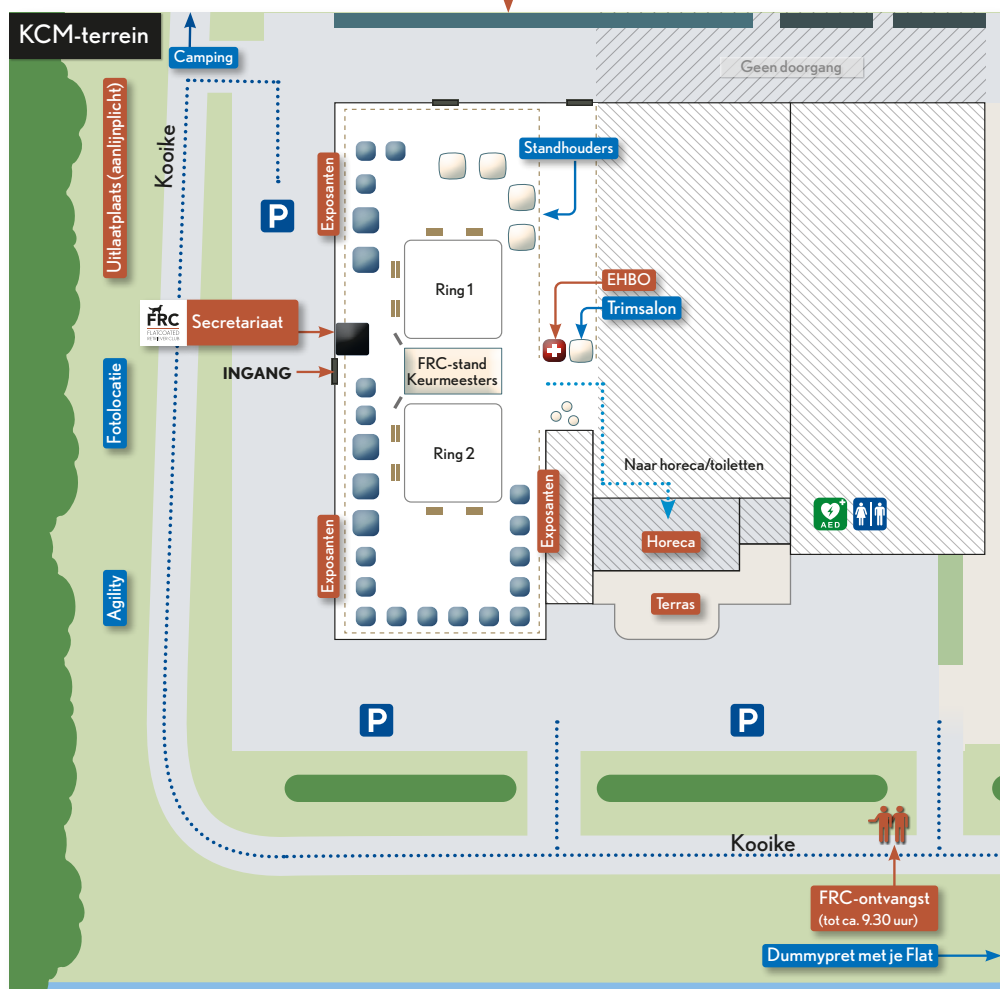 KCM-terrein
Camping
Geen doorgang
Uitlaatplaats (aanlijnplicht)
Kooike
Exposanten
Standhouders
P
Ring 1
EHBO
Trimsalon
FRC
FLATCOATED
RETRIEVER CLUB
Secretariaat
FRC-stand
Keurmeesters
INGANG
Fotolocatie
Ring 2
Naar horeca/toiletten
Exposanten
Exposanten
AED
Horeca
Agility
Terras
P
P
Kooike
FRC-ontvangst
(tot ca. 9.30 uur)
Dummypret met je Flat